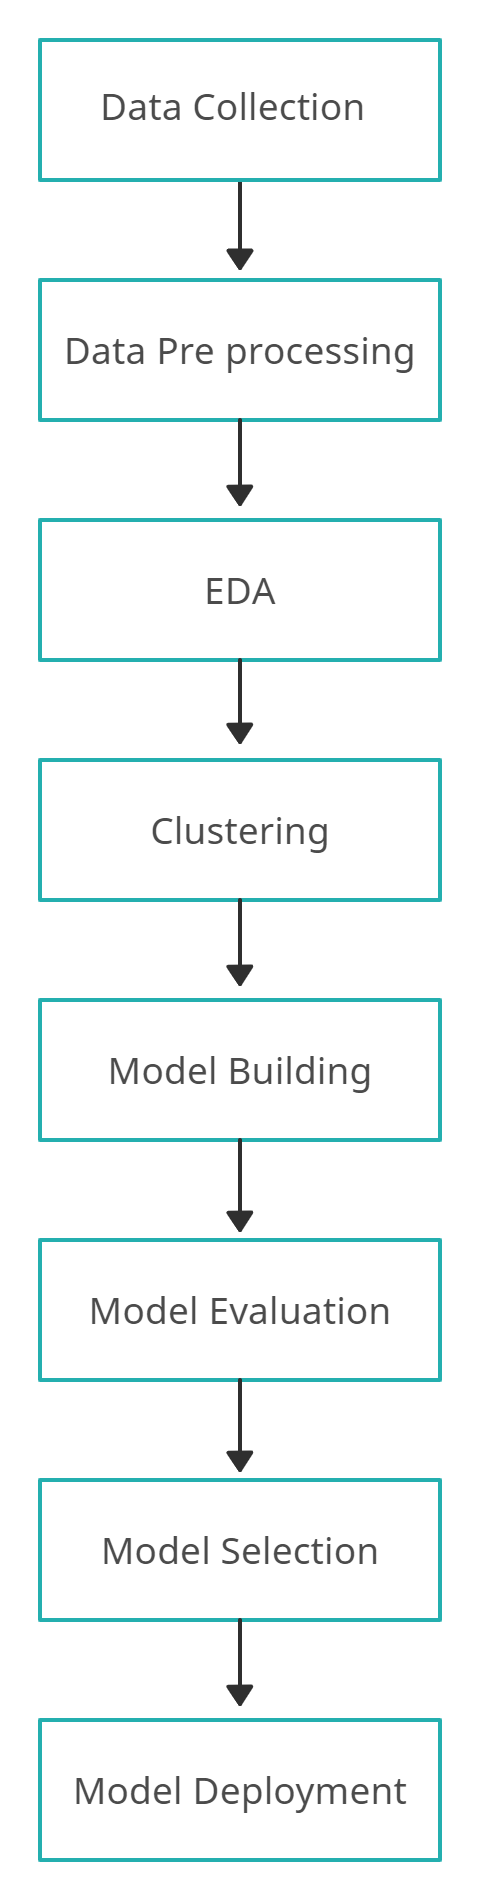 Data Collection
Data Pre processing
EDA
Clustering
Model Building
Model Evaluation
Model Selection
Model Deployment